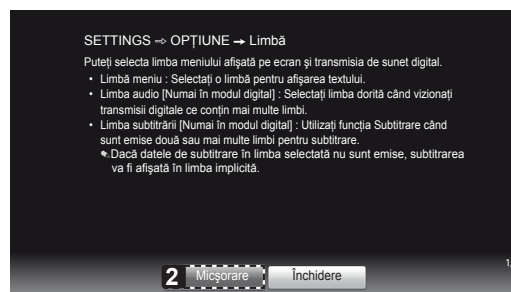 SETTINGS ⇨ OPŢIUNE ➙ Limbă
Puteţi selecta limba meniului afişată pe ecran şi transmisia de sunet digital.
• Limbă meniu : Selectaţi o limbă pentru afişarea textului.
• Limba audio [Numai în modul digital] : Selectaţi limba dorită când vizionaţi
transmisii digitale ce conţin mai multe limbi.
• Limba subtitrării [Numai în modul digital] : Utilizaţi funcţia Subtitrare când
sunt emise două sau mai multe limbi pentru subtitrare.
✎Dacă datele de subtitrare în limba selectată nu sunt emise, subtitrarea
va fi afişată în limba implicită.
2 Micşorare Închidere